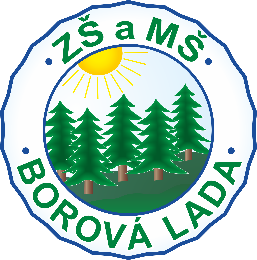 • ZŠ a MŠ •
BOROVÁ LADA